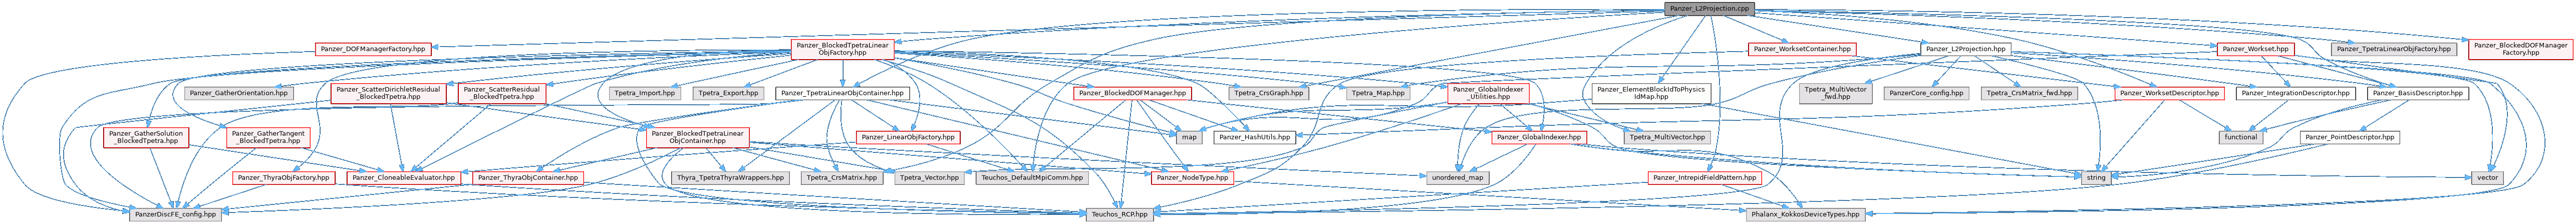 Panzer_L2Projection.cpp
Panzer_DOFManagerFactory.hpp
Panzer_BlockedTpetraLinear
ObjFactory.hpp
Panzer_WorksetContainer.hpp
Panzer_L2Projection.hpp
Panzer_Workset.hpp
Panzer_TpetraLinearObjFactory.hpp
Panzer_BlockedDOFManager
Factory.hpp
Panzer_GatherOrientation.hpp
Panzer_ScatterDirichletResidual
_BlockedTpetra.hpp
Panzer_ScatterResidual
_BlockedTpetra.hpp
Tpetra_Import.hpp
Tpetra_Export.hpp
Panzer_TpetraLinearObjContainer.hpp
Panzer_BlockedDOFManager.hpp
Tpetra_CrsGraph.hpp
Tpetra_Map.hpp
Panzer_GlobalIndexer
_Utilities.hpp
Panzer_ElementBlockIdToPhysics
IdMap.hpp
Tpetra_MultiVector
_fwd.hpp
PanzerCore_config.hpp
Tpetra_CrsMatrix_fwd.hpp
Panzer_WorksetDescriptor.hpp
Panzer_IntegrationDescriptor.hpp
Panzer_BasisDescriptor.hpp
Panzer_GatherSolution
_BlockedTpetra.hpp
Panzer_GatherTangent
_BlockedTpetra.hpp
Panzer_BlockedTpetraLinear
ObjContainer.hpp
Panzer_LinearObjFactory.hpp
map
Panzer_HashUtils.hpp
Panzer_GlobalIndexer.hpp
Tpetra_MultiVector.hpp
functional
Panzer_PointDescriptor.hpp
Panzer_ThyraObjFactory.hpp
Panzer_CloneableEvaluator.hpp
Panzer_ThyraObjContainer.hpp
Thyra_TpetraThyraWrappers.hpp
Tpetra_CrsMatrix.hpp
Tpetra_Vector.hpp
Teuchos_DefaultMpiComm.hpp
Panzer_NodeType.hpp
unordered_map
Panzer_IntrepidFieldPattern.hpp
string
vector
PanzerDiscFE_config.hpp
Teuchos_RCP.hpp
Phalanx_KokkosDeviceTypes.hpp